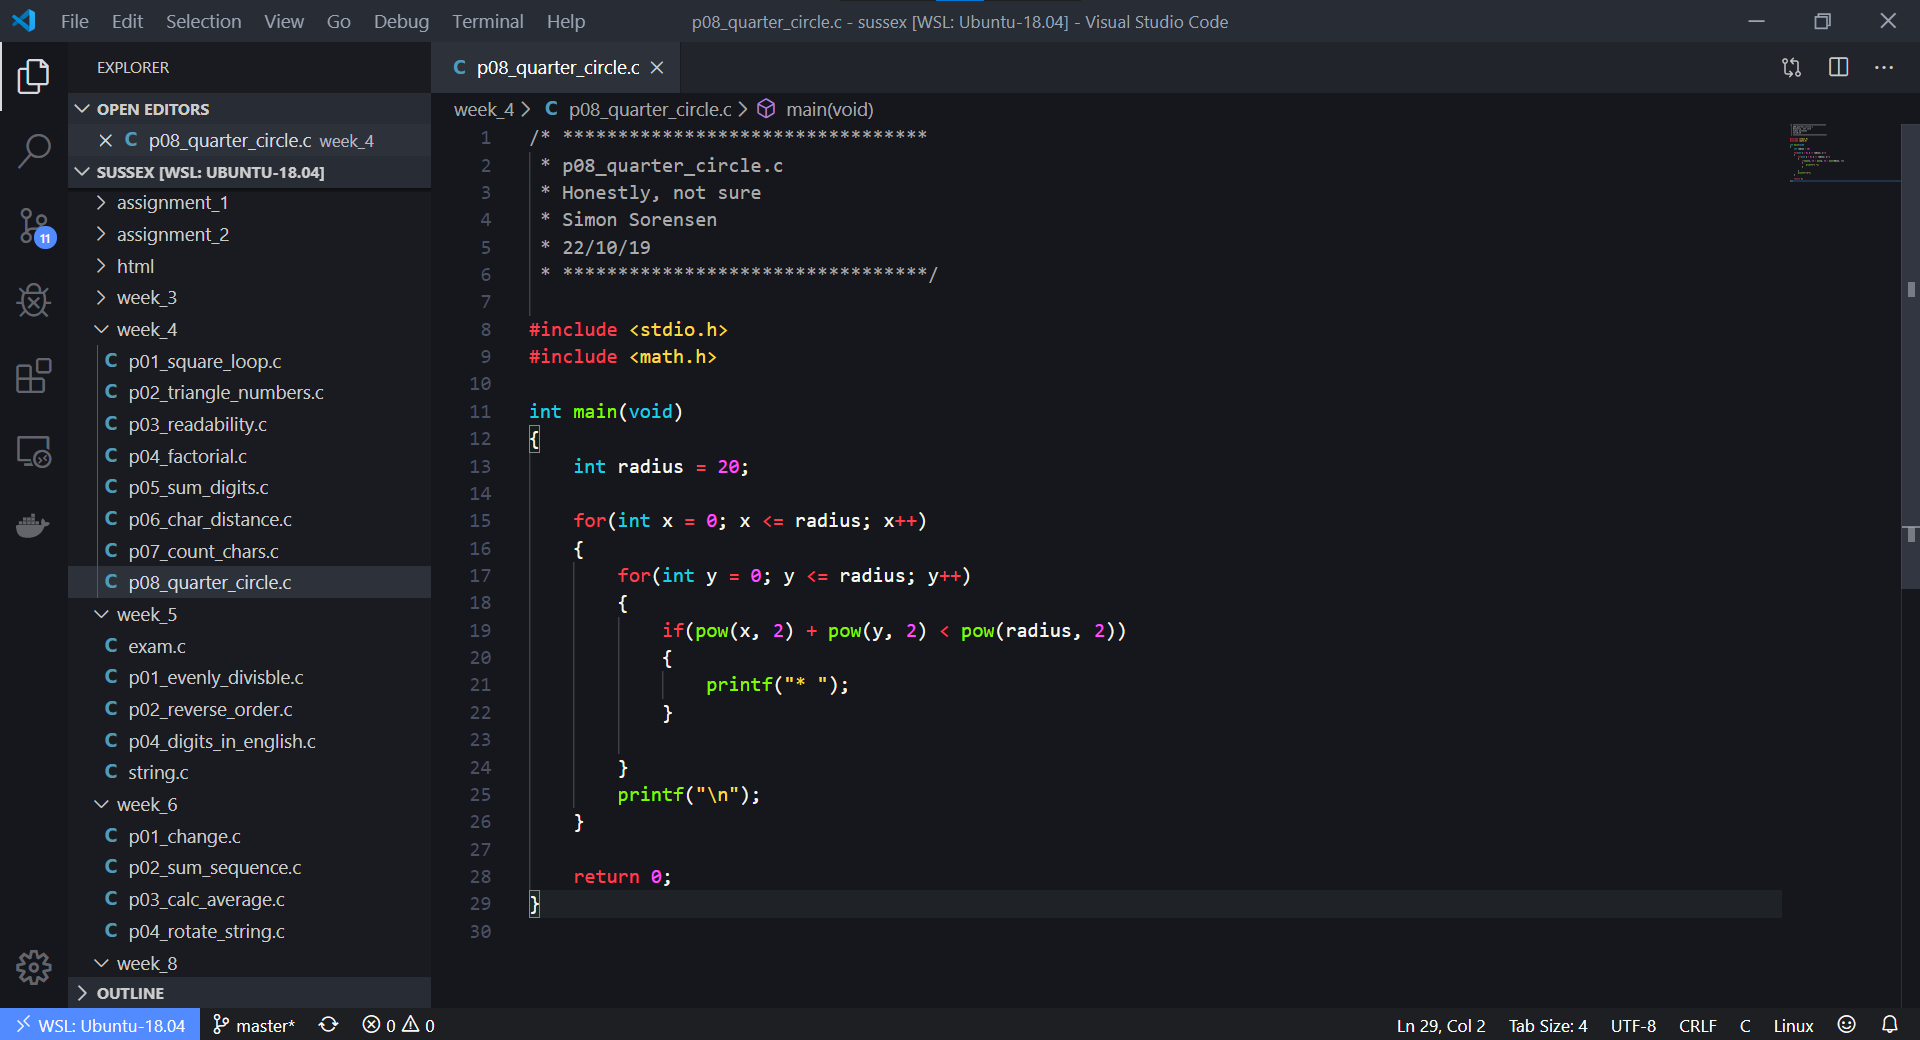 File Edit Selection View Go Debug Terminal Help
p08_quarter_circle.c - sussex [WSL: Ubuntu-18.04] - Visual Studio Code
EXPLORER
OPEN EDITORS
C p08_quarter_circle.c week_4
SUSSEX [WSL: UBUNTU-18.04]
assignment_1
assignment_2
html
week_3
week_4
C p01_square_loop.c
C p02_triangle_numbers.c
C p03_readability.c
C p04_factorial.c
C p05_sum_digits.c
C p06_char_distance.c
C p07_count_chars.c
C p08_quarter_circle.c
week_5
C exam.c
C p01_evenly_divisble.c
C p02_reverse_order.c
C p04_digits_in_english.c
C string.c
week_6
C p01_change.c
C p02_sum_sequence.c
C p03_calc_average.c
C p04_rotate_string.c
week_8
OUTLINE
11
C p08_quarter_circle.c
week_4 > C p08_quarter_circle.c > main(void)
1 /* *********************************
2 * p08_quarter_circle.c
3 * Honestly, not sure
4 * Simon Sorensen
5 * 22/10/19
6 * *********************************/
7
8 #include <stdio.h>
9 #include <math.h>
10
11 int main(void)
12 {
13 int radius = 20;
14
15 for(int x = 0; x <= radius; x++)
16 {
17 for(int y = 0; y <= radius; y++)
18 {
19 if(pow(x, 2) + pow(y, 2) < pow(radius, 2))
20 {
21 printf("* ");
22 }
23
24 }
25 printf("\n");
26 }
27
28 return 0;
29 }
30
WSL: Ubuntu-18.04 master* 0 0
Ln 29, Col 2 Tab Size: 4 UTF-8 CRLF C Linux